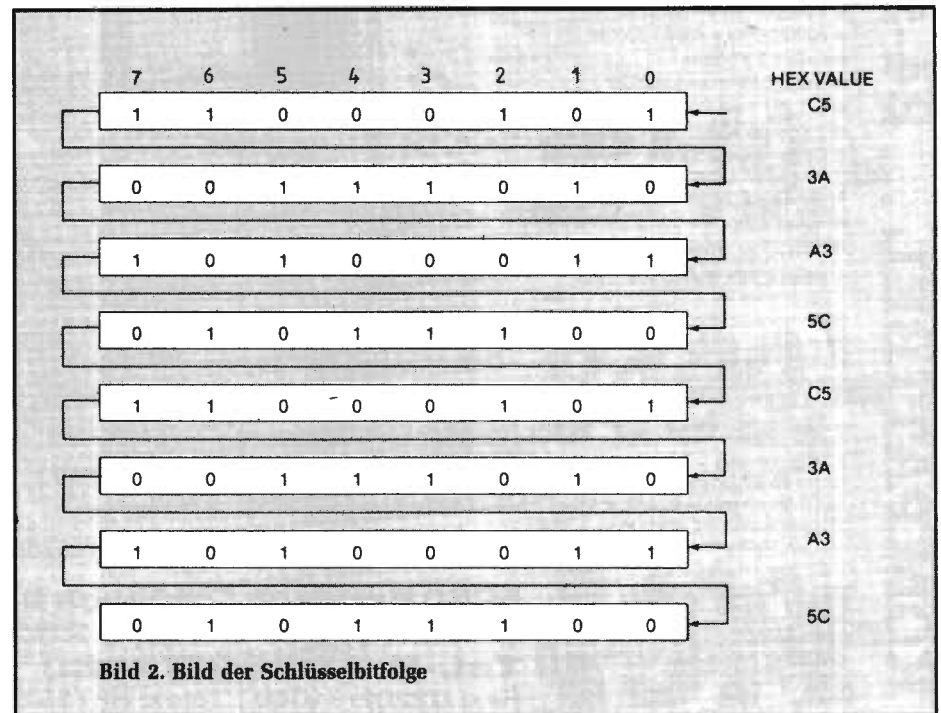 7 6 5 4 3 2 1 0 HEX VALUE
1 1 0 0 0 1 0 1 C5
0 0 1 1 1 0 1 0 3A
1 0 1 0 0 0 1 1 A3
0 1 0 1 1 1 0 0 5C
1 1 0 0 0 1 0 1 C5
0 0 1 1 1 0 1 0 3A
1 0 1 0 0 0 1 1 A3
0 1 0 1 1 1 0 0 5C
Bild 2. Bild der Schlüsselbitfolge